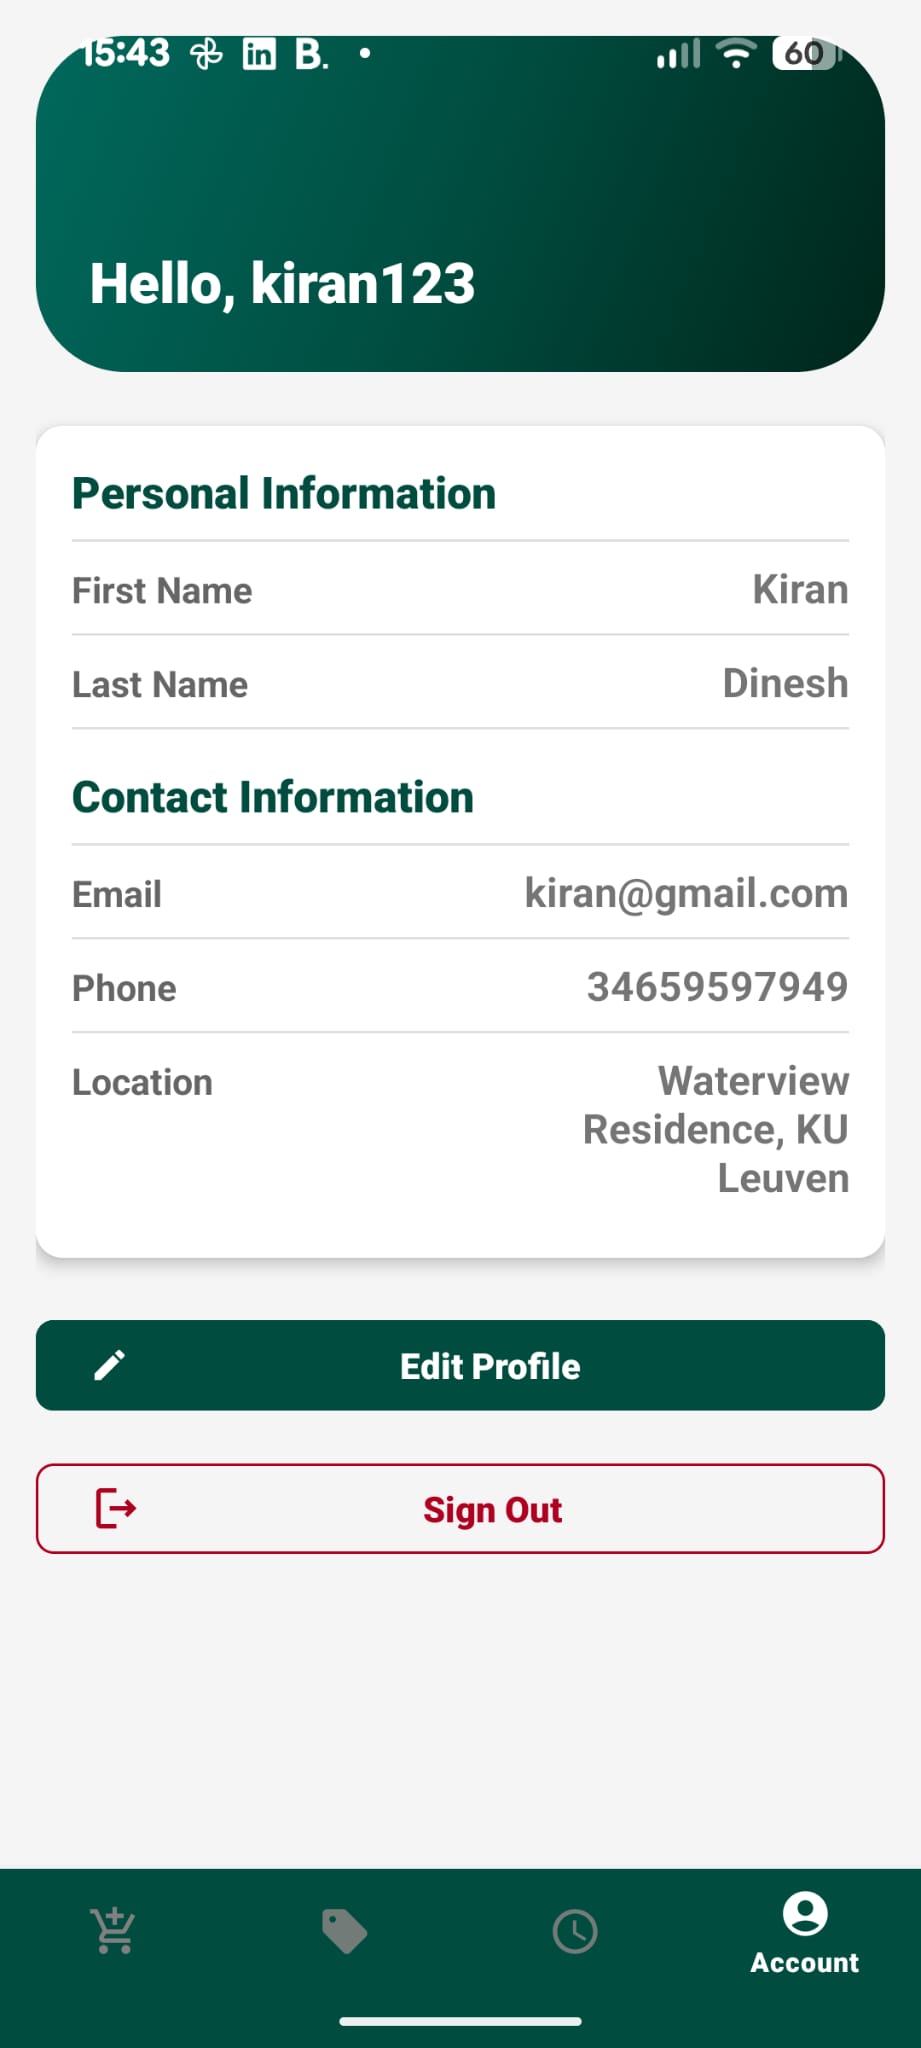 15:43 in B. 60
Hello, kiran123
Personal Information
First Name Kiran
Last Name Dinesh
Contact Information
Email kiran@gmail.com
Phone 34659597949
Location Waterview
Residence, KU
Leuven
Edit Profile
Sign Out
Account